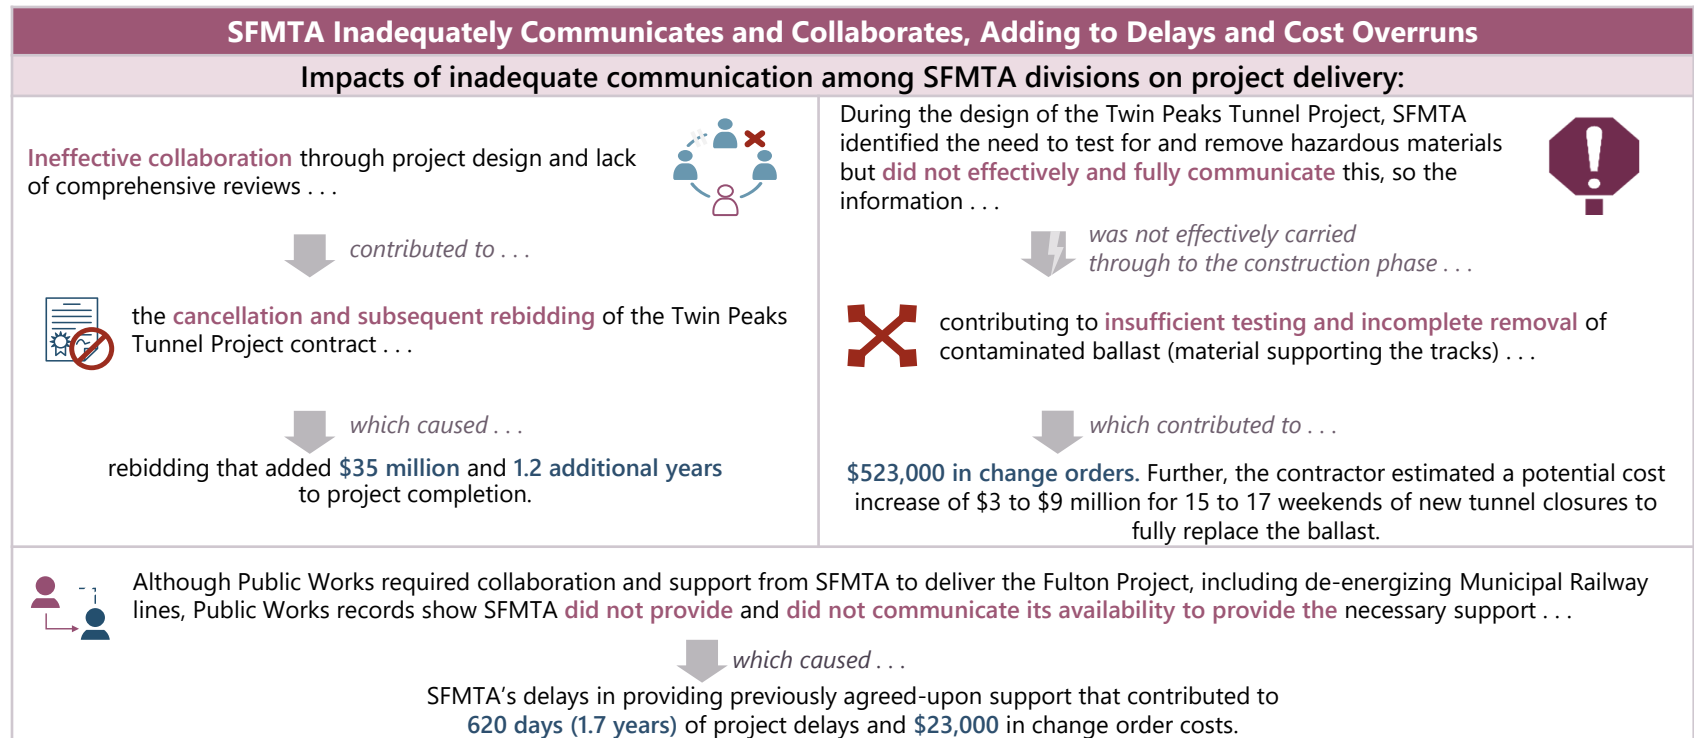 SFMTA Inadequately Communicates and Collaborates, Adding to Delays and Cost Overruns
Impacts of inadequate communication among SFMTA divisions on project delivery:
Ineffective collaboration through project design and lack
of comprehensive reviews . . .
contributed to . . .
the cancellation and subsequent rebidding of the Twin Peaks
Tunnel Project contract . . .
which caused . . .
rebidding that added $35 million and 1.2 additional years
to project completion.
During the design of the Twin Peaks Tunnel Project, SFMTA
identified the need to test for and remove hazardous materials
but did not effectively and fully communicate this, so the
information . . .
was not effectively carried
through to the construction phase . . .
contributing to insufficient testing and incomplete removal of
contaminated ballast (material supporting the tracks) . . .
which contributed to . . .
$523,000 in change orders. Further, the contractor estimated a potential cost
increase of $3 to $9 million for 15 to 17 weekends of new tunnel closures to
fully replace the ballast.
Although Public Works required collaboration and support from SFMTA to deliver the Fulton Project, including de-energizing Municipal Railway
lines, Public Works records show SFMTA did not provide and did not communicate its availability to provide the necessary support . . .
which caused . . .
SFMTA’s delays in providing previously agreed-upon support that contributed to
620 days (1.7 years) of project delays and $23,000 in change order costs.